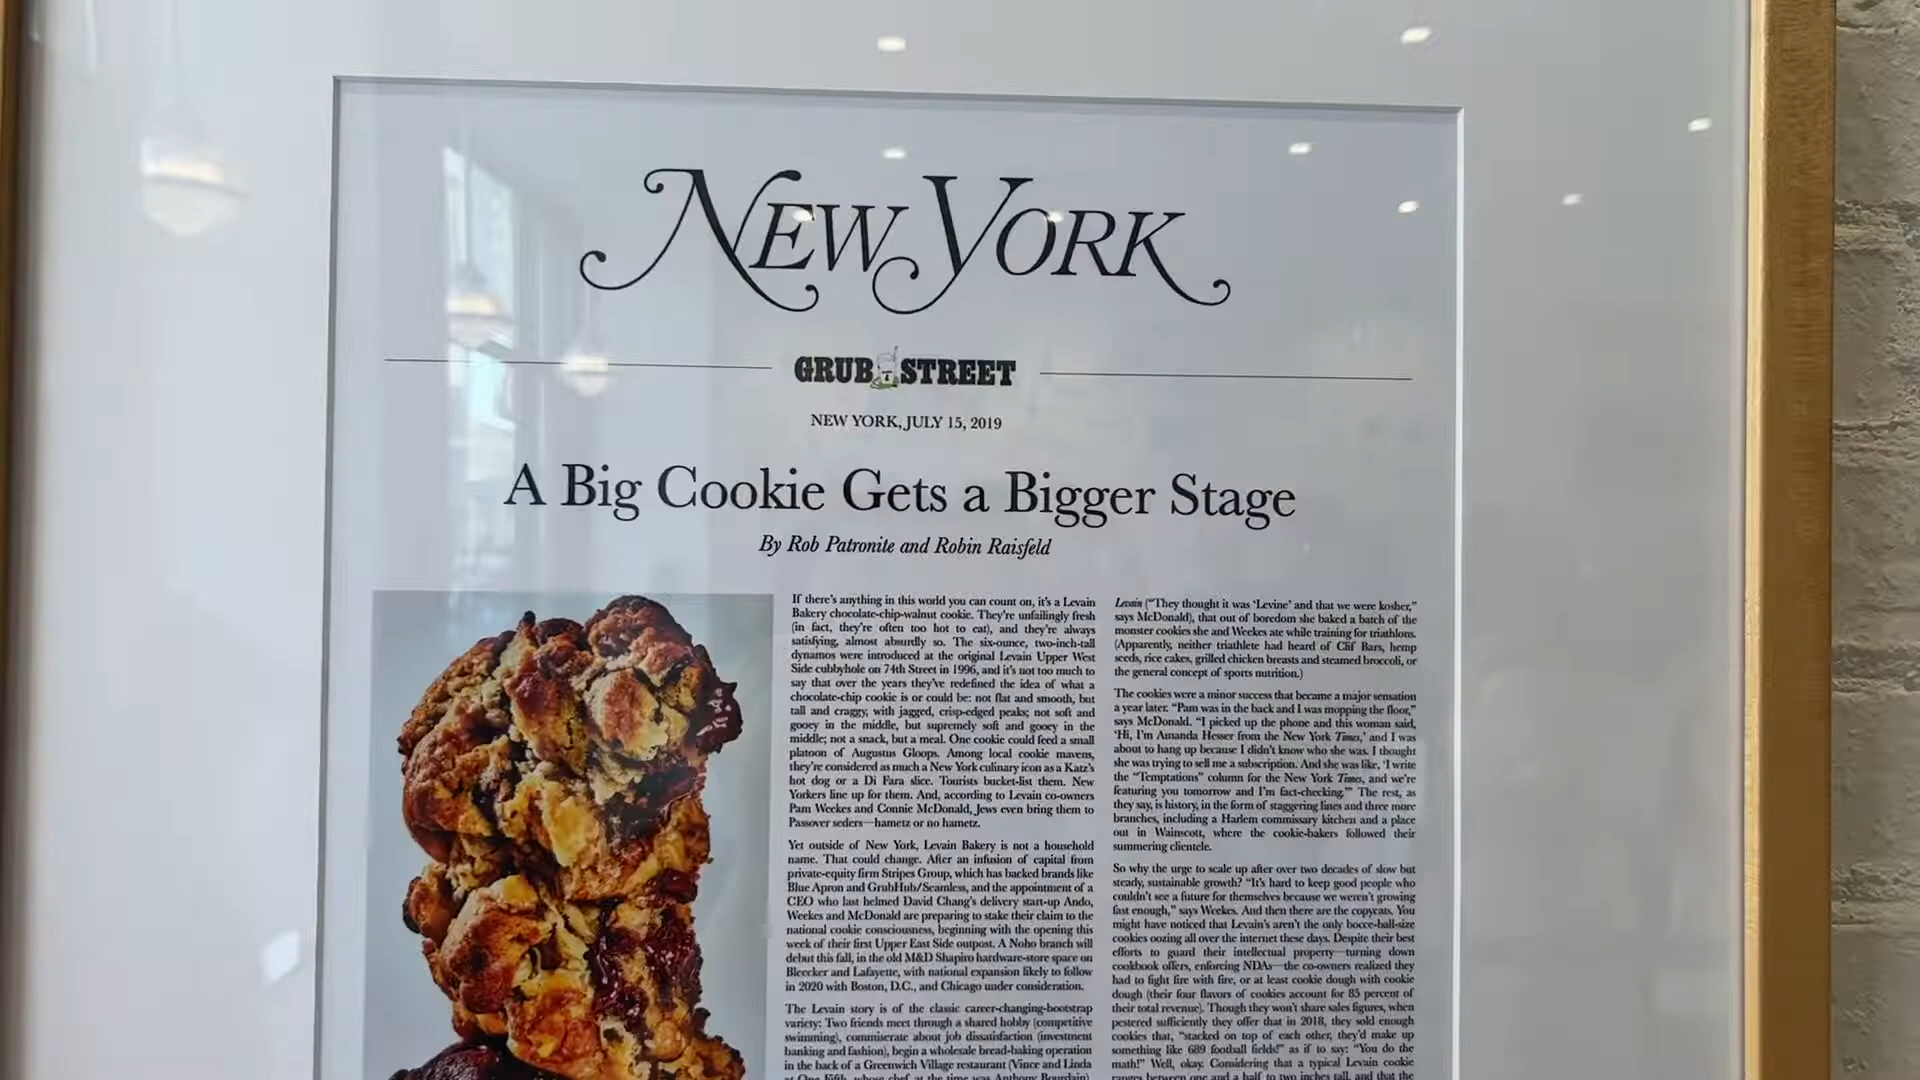 NEW YORK
GRUB STREET
NEW YORK, JULY 15, 2019
A Big Cookie Gets a Bigger Stage
By Rob Patronite and Robin Raisfeld
If there's anything in this world you can count on, it's a Levain
Bakery chocolate-chip-walnut cookie. They're unfailingly fresh
(in fact, they're often too hot to eat), and they're always
satisfying, almost absurdly so. The six-ounce, two-inch-tall
dynamos were introduced at the original Levain Upper West
Side cubbyhole on 74th Street in 1996, and it's not too much to
say that over the years they've redefined the idea of what a
chocolate-chip cookie is or could be: not flat and smooth, but
tall and craggy, with jagged, crisp-edged peaks; not soft and
gooey in the middle, but supremely soft and gooey in the
middle; not a snack, but a meal. One cookie could feed a small
platoon of Augustus Gloops. Among local cookie mavens,
they're considered as much a New York culinary icon as a Katz's
hot dog or a Di Fara slice. Tourists bucket-list them. New
Yorkers line up for them. And, according to Levain co-owners
Pam Weekes and Connie McDonald, Jews even bring them to
Passover seders—hametz or no hametz.
Yet outside of New York, Levain Bakery is not a household
name. That could change. After an infusion of capital from
private-equity firm Stripes Group, which has backed brands like
Blue Apron and GrubHub/Seamless, and the appointment of a
CEO who last helmed David Chang's delivery start-up Ando,
Weekes and McDonald are preparing to stake their claim to the
national cookie consciousness, beginning with the opening this
week of their first Upper East Side outpost. A Noho branch will
debut this fall, in the old M&D Shapiro hardware-store space on
Bleecker and Lafayette, with national expansion likely to follow
in 2020 with Boston, D.C., and Chicago under consideration.
The Levain story is of the classic career-changing-bootstrap
variety: Two friends meet through a shared hobby (competitive
swimming), commiserate about job dissatisfaction (investment
banking and fashion), begin a wholesale bread-baking operation
in the back of a Greenwich Village restaurant (Vince and Linda
at One Fifth, whose chef at the time was Anthony Bourdain)
Levain ("They thought it was 'Levine' and that we were kosher,"
says McDonald), that out of boredom she baked a batch of the
monster cookies she and Weekes ate while training for triathlons.
(Apparently, neither triathlete had heard of Clif Bars, hemp
seeds, rice cakes, grilled chicken breasts and steamed broccoli, or
the general concept of sports nutrition.)
The cookies were a minor success that became a major sensation
a year later. "Pam was in the back and I was mopping the floor,"
says McDonald. "I picked up the phone and this woman said,
'Hi, I'm Amanda Hesser from the New York Times,' and I was
about to hang up because I didn't know who she was. I thought
she was trying to sell me a subscription. And she was like, 'I write
the "Temptations" column for the New York Times, and we're
featuring you tomorrow and I'm fact-checking.'" The rest, as
they say, is history, in the form of staggering lines and three more
branches, including a Harlem commissary kitchen and a place
out in Wainscott, where the cookie-bakers followed their
summering clientele.
So why the urge to scale up after over two decades of slow but
steady, sustainable growth? "It's hard to keep good people who
couldn't see a future for themselves because we weren't growing
fast enough," says Weekes. And then there are the copycats. You
might have noticed that Levain's aren't the only bocce-ball-size
cookies oozing all over the internet these days. Despite their best
efforts to guard their intellectual property—turning down
cookbook offers, enforcing NDAs—the co-owners realized they
had to fight fire with fire, or at least cookie dough with cookie
dough (their four flavors of cookies account for 85 percent of
their total revenue). Though they won't share sales figures, when
pestered sufficiently they offer that in 2018, they sold enough
cookies that, "stacked on top of each other, they'd make up
something like 689 football fields!" as if to say: "You do the
math!" Well, okay. Considering that a typical Levain cookie
ranges between one and a half to two inches tall, and that the